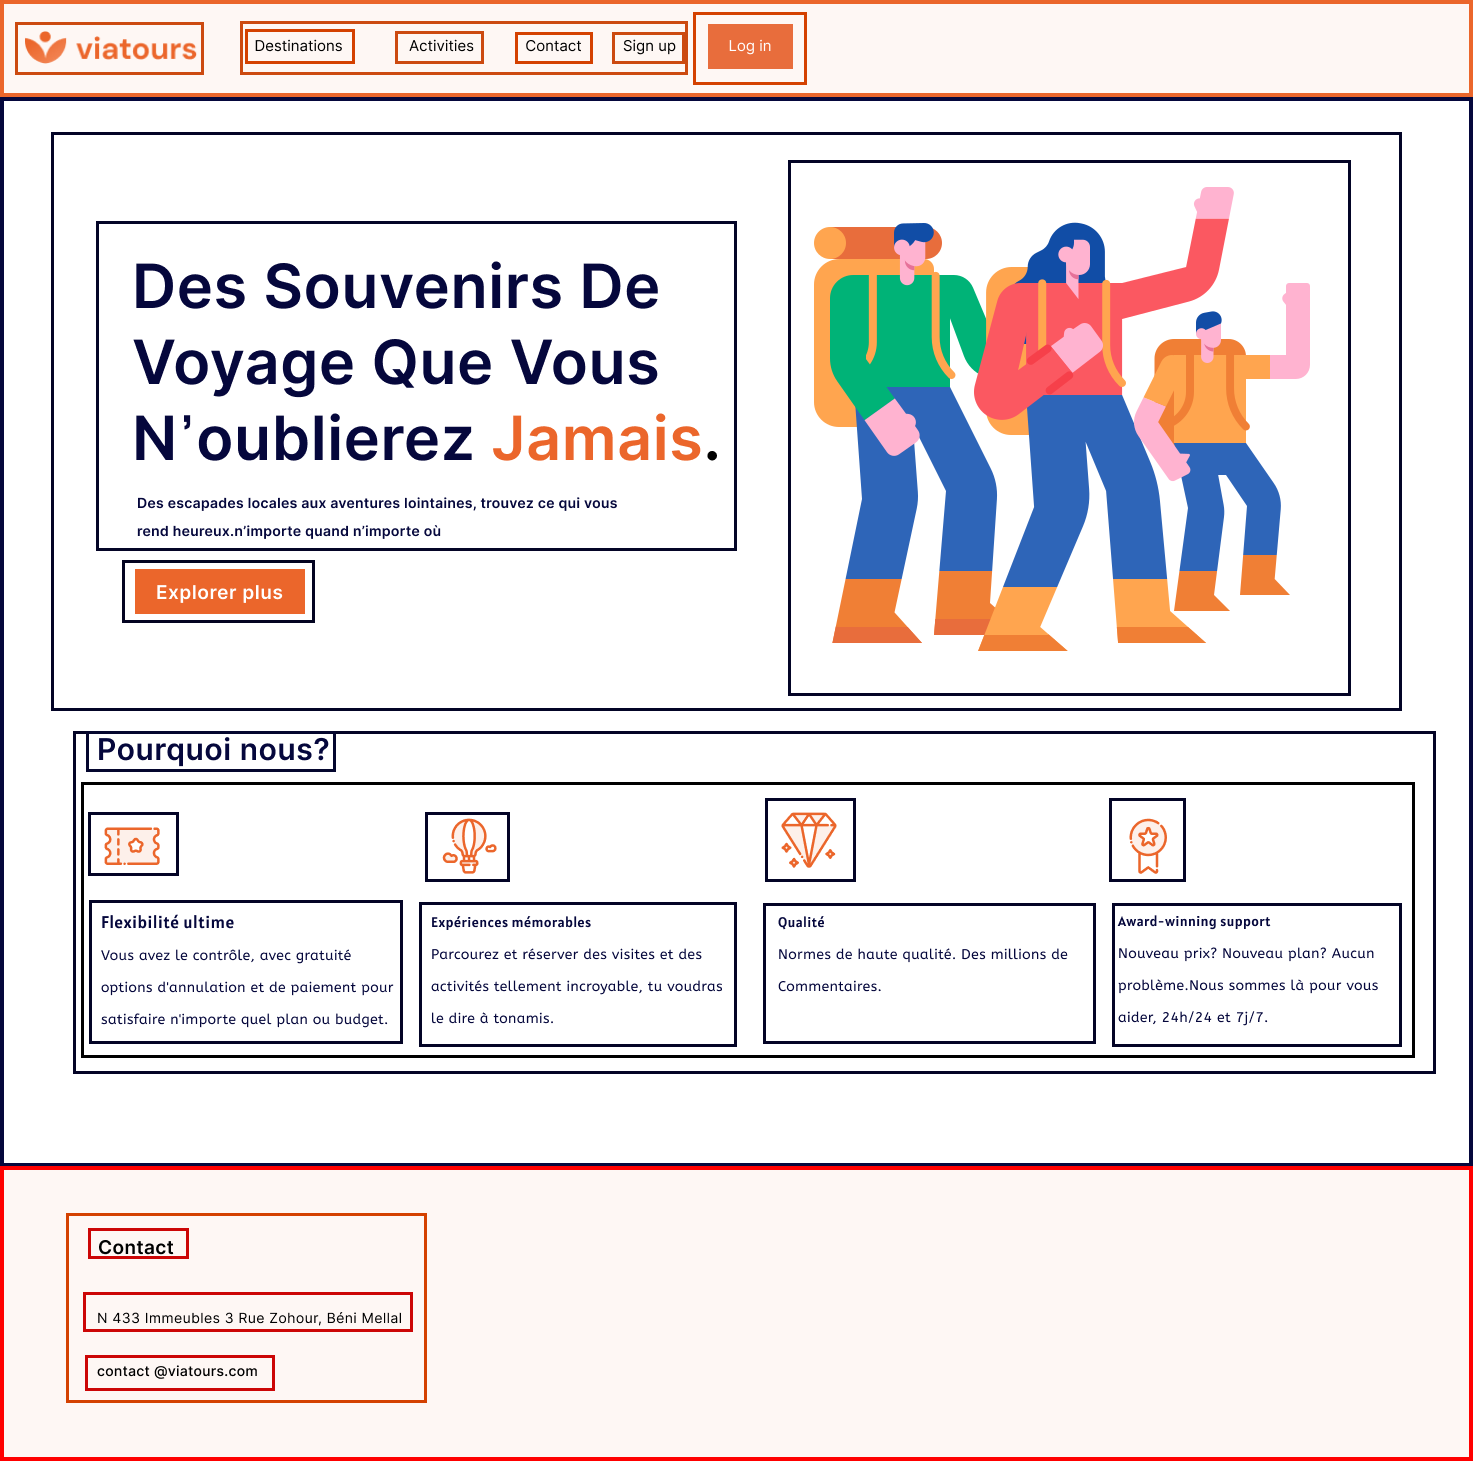 viatours
Destinations
Activities
Contact
Sign up
Log in
Des Souvenirs De
Voyage Que Vous
N’oublierez Jamais.
Des escapades locales aux aventures lointaines, trouvez ce qui vous
rend heureux.n’importe quand n’importe où
Explorer plus
Pourquoi nous?
Flexibilité ultime
Vous avez le contrôle, avec gratuité
options d'annulation et de paiement pour
satisfaire n'importe quel plan ou budget.
Expériences mémorables
Parcourez et réserver des visites et des
activités tellement incroyable, tu voudras
le dire à tonamis.
Qualité
Normes de haute qualité. Des millions de
Commentaires.
Award-winning support
Nouveau prix? Nouveau plan? Aucun
problème.Nous sommes là pour vous
aider, 24h/24 et 7j/7.
Contact
N 433 Immeubles 3 Rue Zohour, Béni Mellal
contact @viatours.com